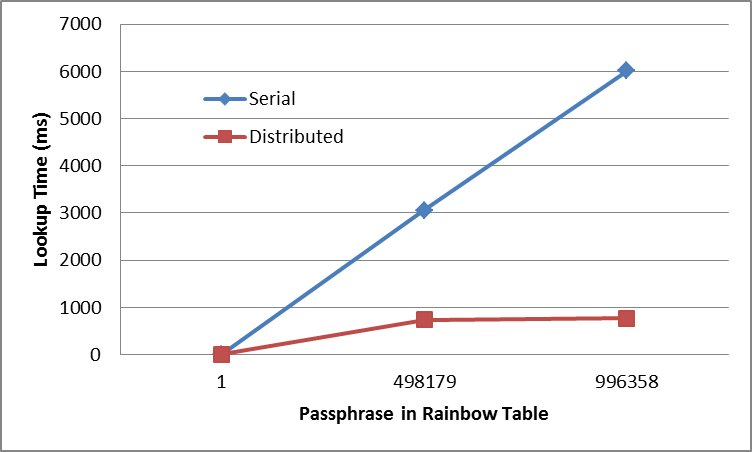 7000
6000
5000
4000
3000
2000
1000
0
Lookup Time (ms)
Serial
Distributed
1 498179 996358
Passphrase in Rainbow Table